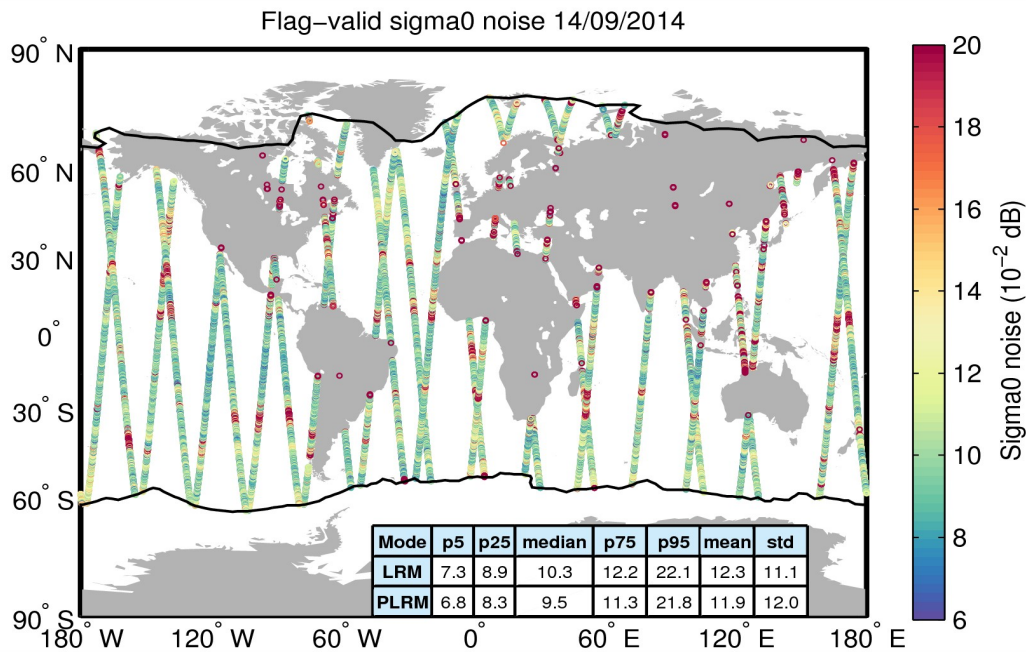 Flag−valid sigma0 noise 14/09/2014
90° N
60° N
30° N
0°
30° S
60° S
90° S
180° W 120° W 60° W 0° 60° E 120° E 180° E
Mode p5 p25 median p75 p95 mean std
LRM 7.3 8.9 10.3 12.2 22.1 12.3 11.1
PLRM 6.8 8.3 9.5 11.3 21.8 11.9 12.0
20
18
16
14
12
10
8
6
Sigma0 noise (10⁻² dB)